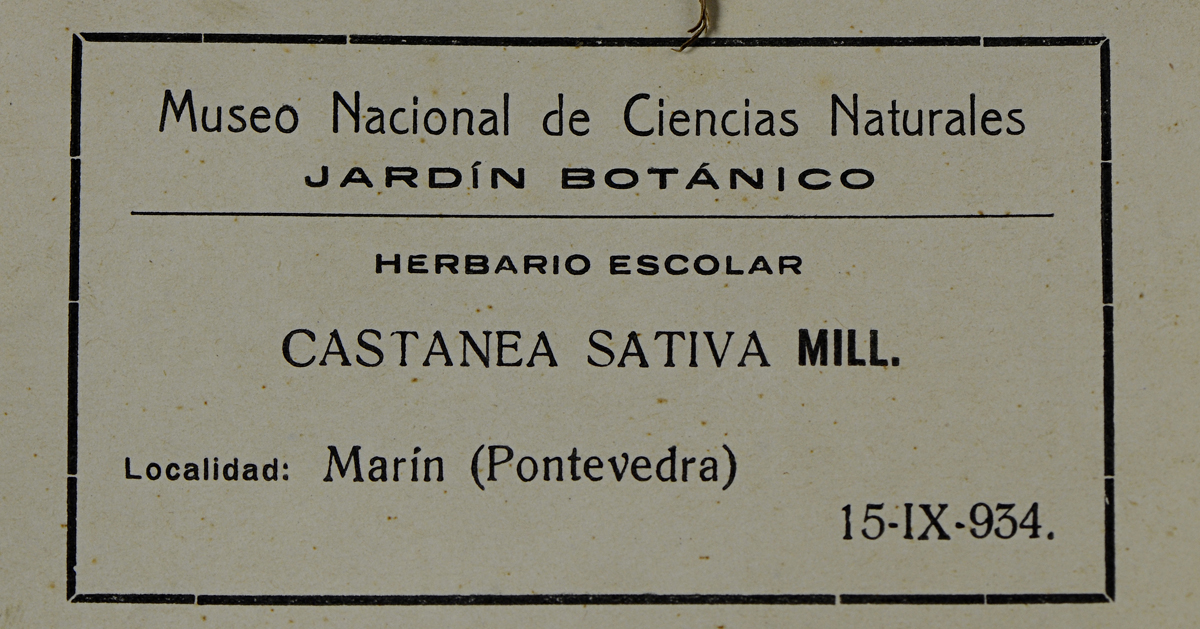 Museo Nacional de Ciencias Naturales
JARDÍN BOTÁNICO
HERBARIO ESCOLAR
CASTANEA SATIVA MILL.
Localidad: Marín (Pontevedra)
15-IX-934.